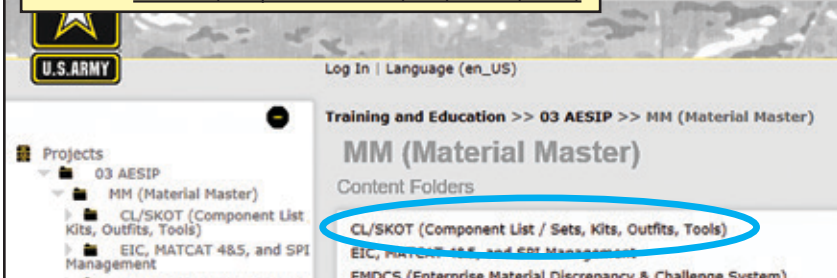 U.S.ARMY
Log In | Language (en_US)
Training and Education >> 03 AESIP >> MM (Material Master)
Projects
03 AESIP
MM (Material Master)
CL/SKOT (Component List
Kits, Outfits, Tools)
EIC, MATCAT 4&5, and SPI
Management
MM (Material Master)
Content Folders
CL/SKOT (Component List / Sets, Kits, Outfits, Tools)
EIC, MATCAT 4&5, and SPI Management
EMDCS (Enterprise Material Discrepancy & Challenge System)